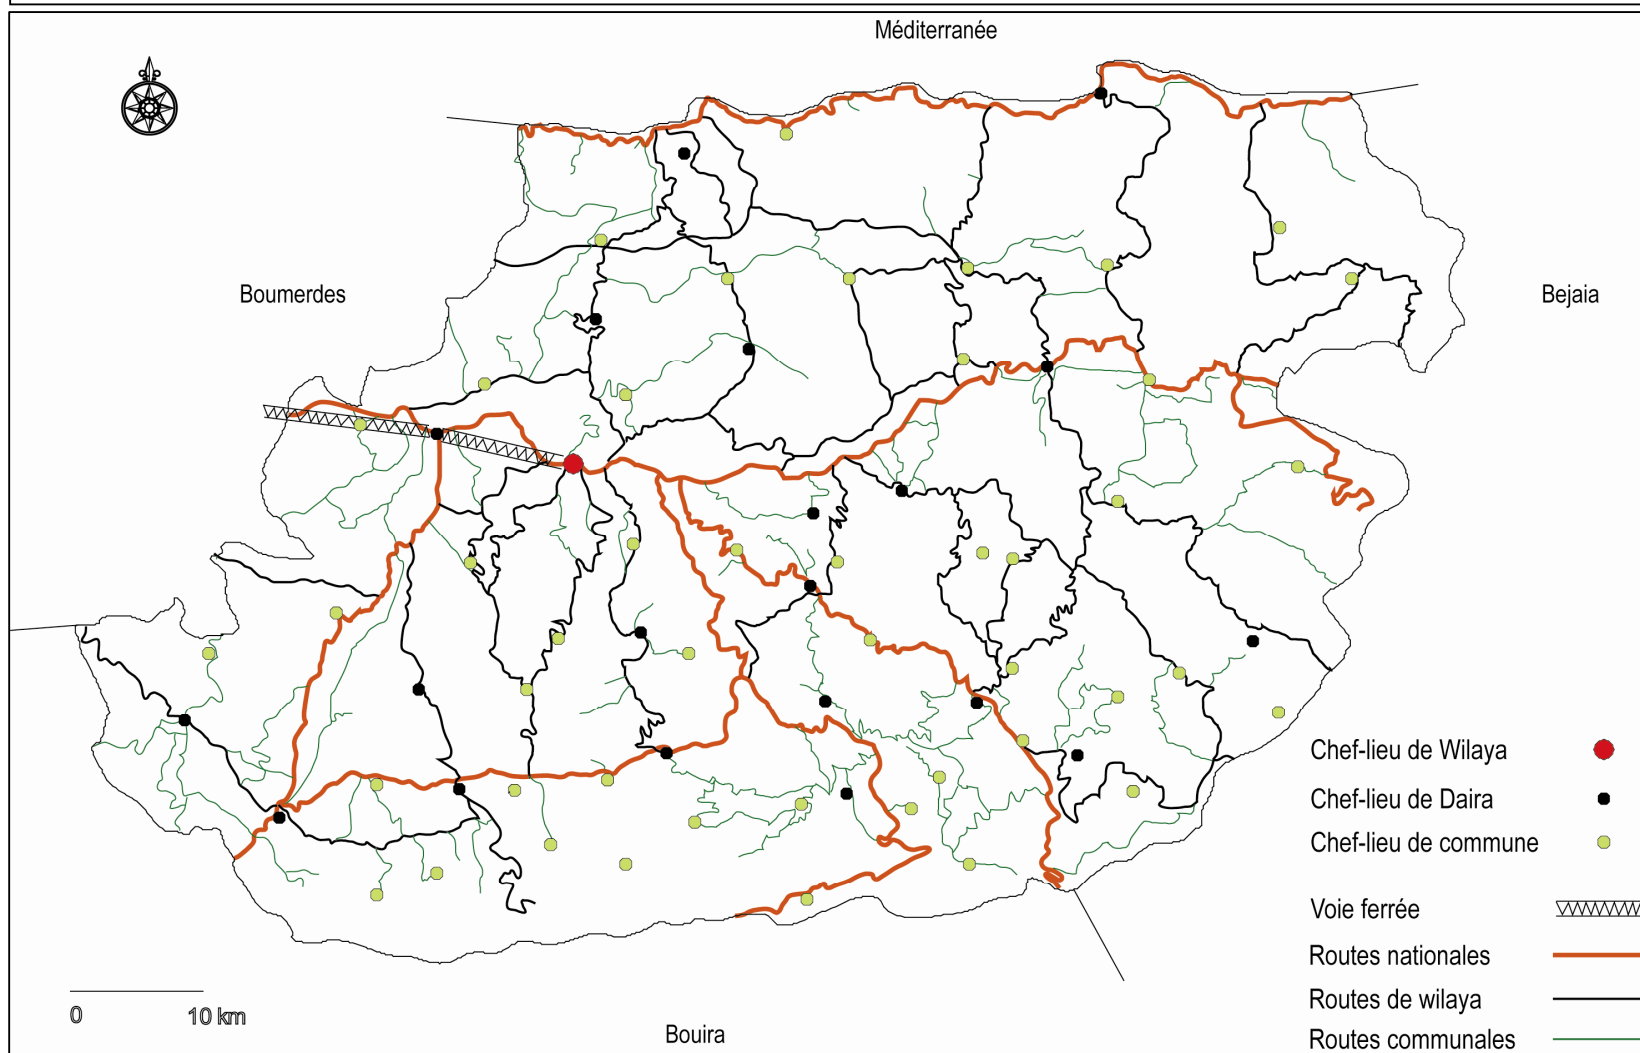 Méditerranée
Boumerdes
Bejaia
Chef-lieu de Wilaya
Chef-lieu de Daira
Chef-lieu de commune
Voie ferrée
Routes nationales
Routes de wilaya
Routes communales
0 10 km
Bouira